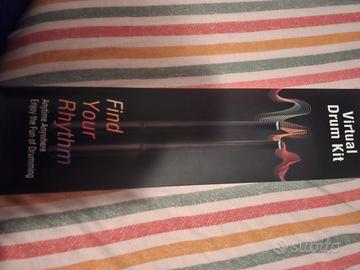 Virtual
Drum Kit
Find
Your
Rhythm
Anytime Anywhere
Enjoy the Fun of Drumming
subito